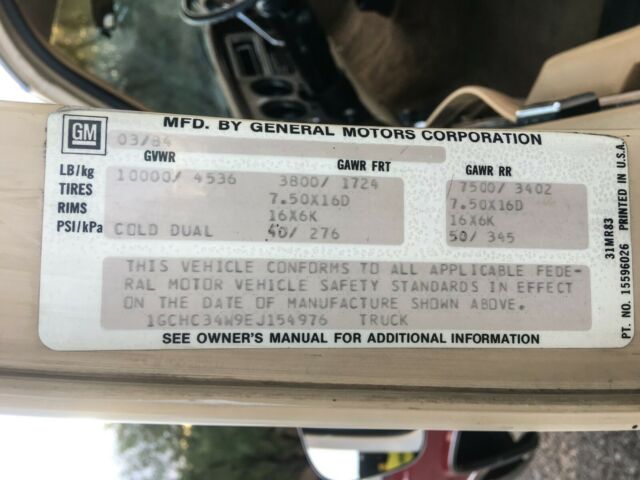 GM
MFD. BY GENERAL MOTORS CORPORATION
03/84
GVWR GAWR FRT GAWR RR
LB/kg 10000/ 4536 3800/ 1724 7500/ 3402
TIRES 7.50X16D 7.50X16D
RIMS 16X6K 16X6K
PSI/kPa COLD DUAL 40/ 276 50/ 345
THIS VEHICLE CONFORMS TO ALL APPLICABLE FEDE-
RAL MOTOR VEHICLE SAFETY STANDARDS IN EFFECT
ON THE DATE OF MANUFACTURE SHOWN ABOVE.
1GCHC34W9EJ154976 TRUCK
SEE OWNER'S MANUAL FOR ADDITIONAL INFORMATION
31MR83
PT. NO. 15596026 PRINTED IN U.S.A.